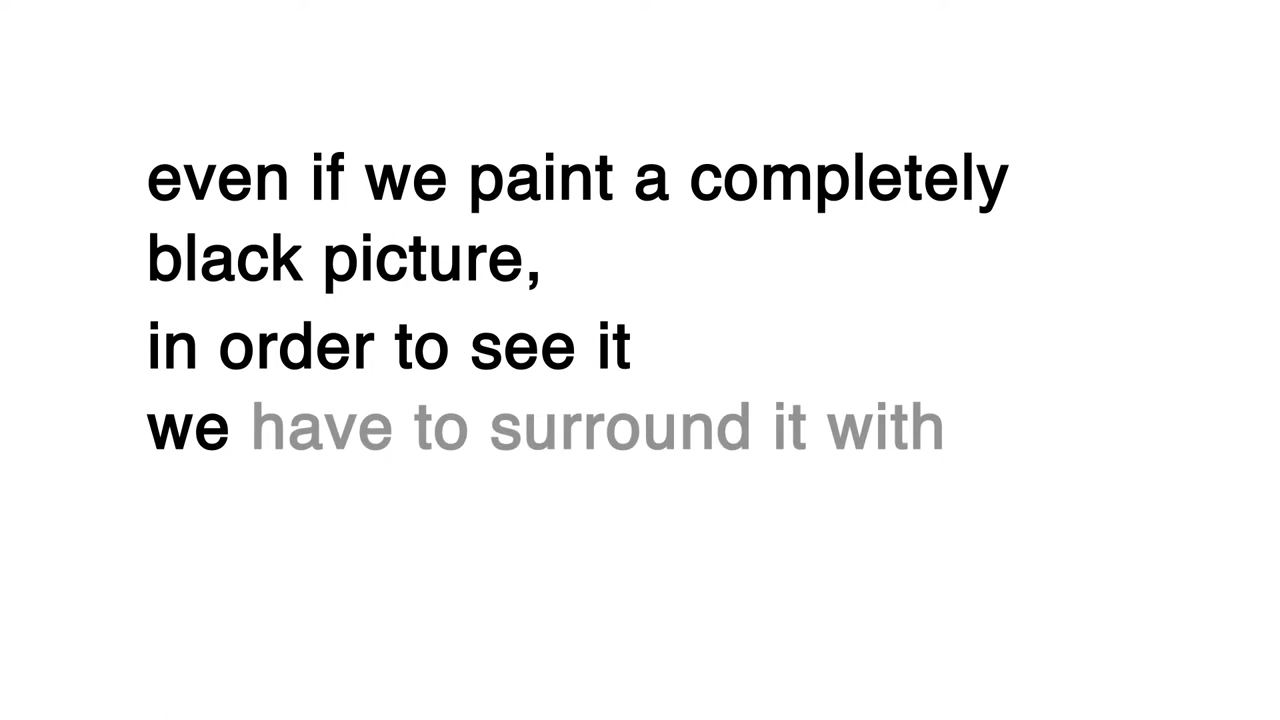 even if we paint a completely
black picture,
in order to see it
we have to surround it with